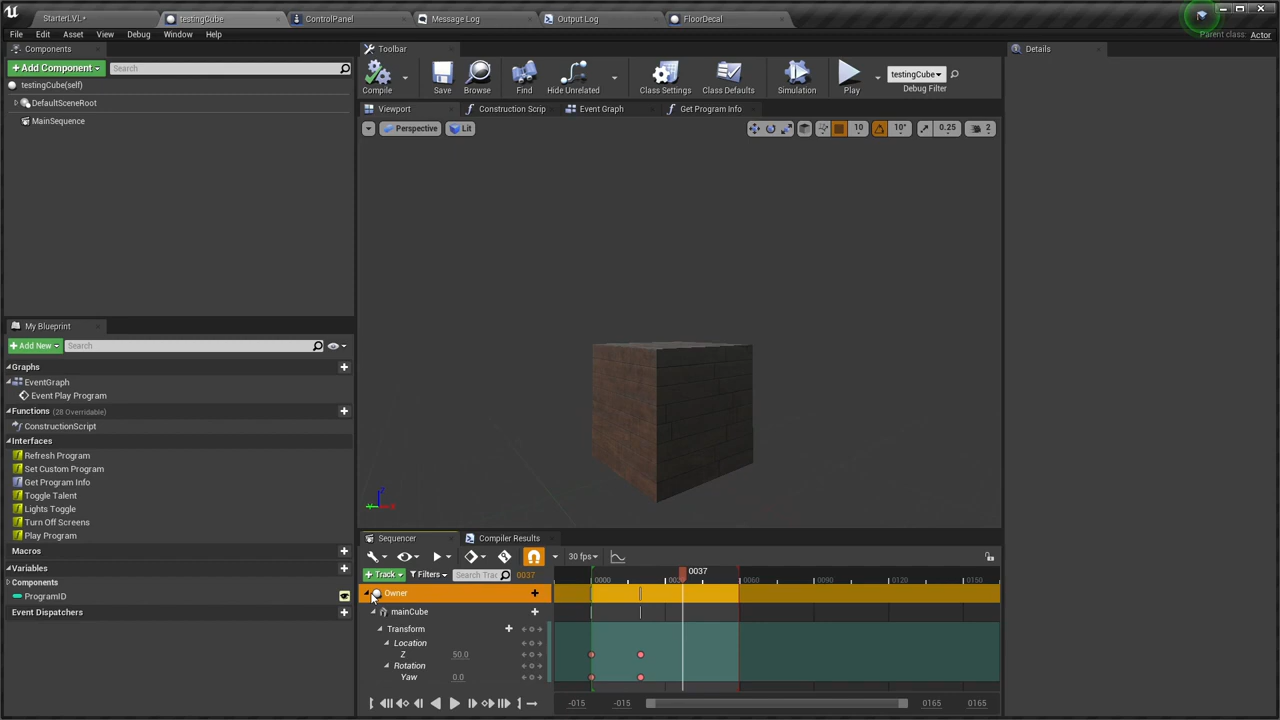 StarterLVL•
testingCube
ControlPanel
Message Log
Output Log
FloorDecal
File Edit Asset View Debug Window Help
Parent class: Actor
Components
Toolbar
Details
+Add Component
Search
testingCube(self)
DefaultSceneRoot
MainSequence
Compile
Save
Browse
Find
Hide Unrelated
Class Settings
Class Defaults
Simulation
Play
testingCube
Debug Filter
Viewport
Construction Scrip
Event Graph
Get Program Info
Perspective
Lit
10
10°
0.25
2
My Blueprint
+Add New
Search
Graphs
EventGraph
Event Play Program
Functions (28 Overridable)
ConstructionScript
Interfaces
Refresh Program
Set Custom Program
Get Program Info
Toggle Talent
Lights Toggle
Turn Off Screens
Play Program
Macros
Variables
Components
ProgramID
Event Dispatchers
Sequencer
Compiler Results
30 fps
+Track
Filters
Search Trac
0037
0037
0000
0060
0090
0120
0150
Owner
mainCube
Transform
Location
Z 50.0
Rotation
Yaw 0.0
-015
-015
0165
0165